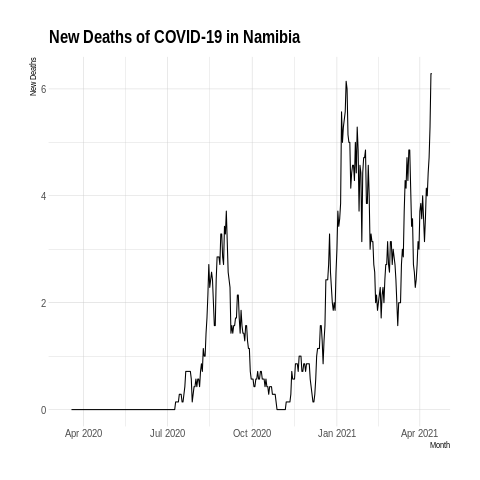 New Deaths of COVID-19 in Namibia
New Deaths
6
4
2
0
Apr 2020 Jul 2020 Oct 2020 Jan 2021 Apr 2021
Month